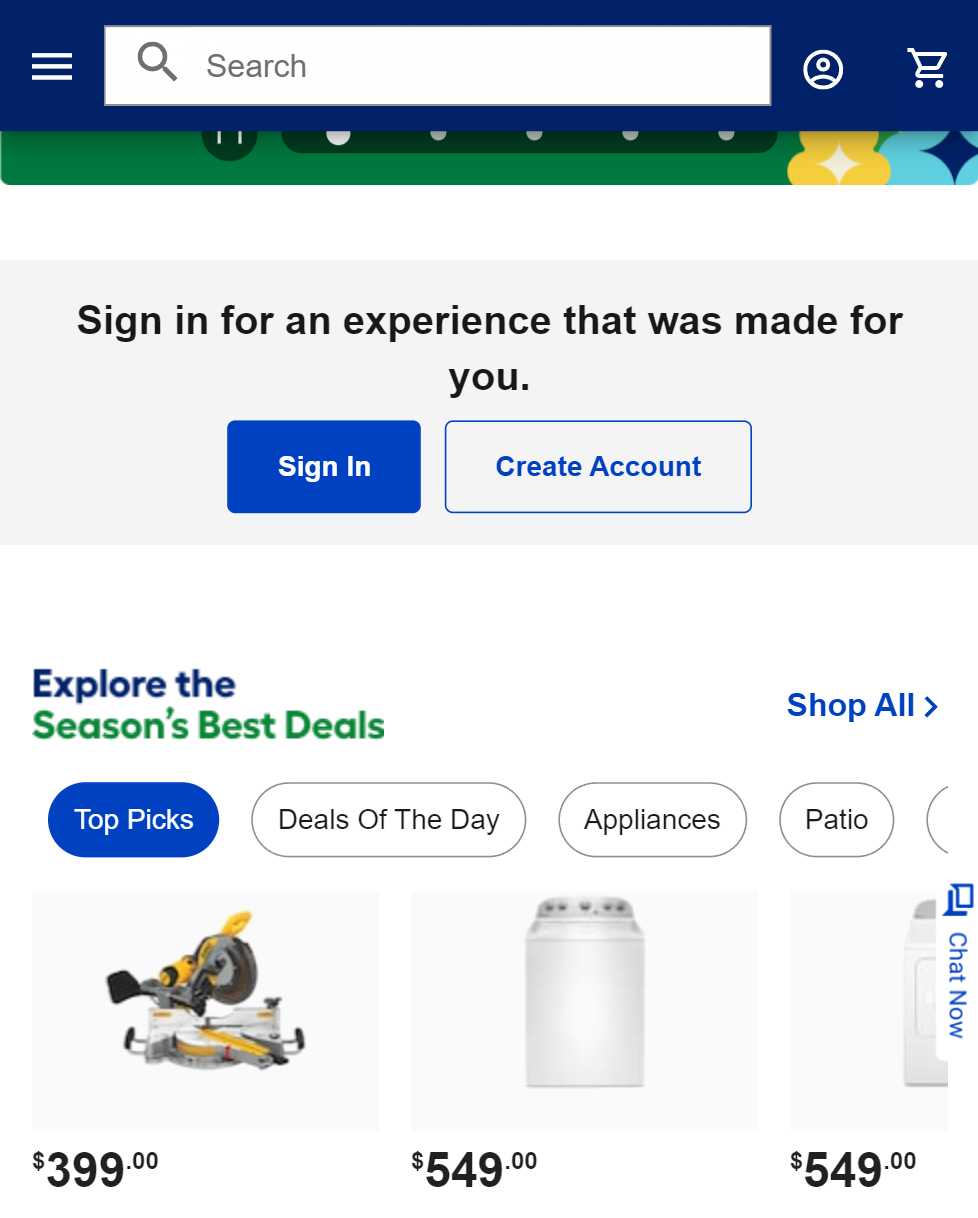 Search
Sign in for an experience that was made for
you.
Sign In
Create Account
Explore the
Season's Best Deals
Shop All
Top Picks
Deals Of The Day
Appliances
Patio
Chat Now
$399.00
$549.00
$549.00